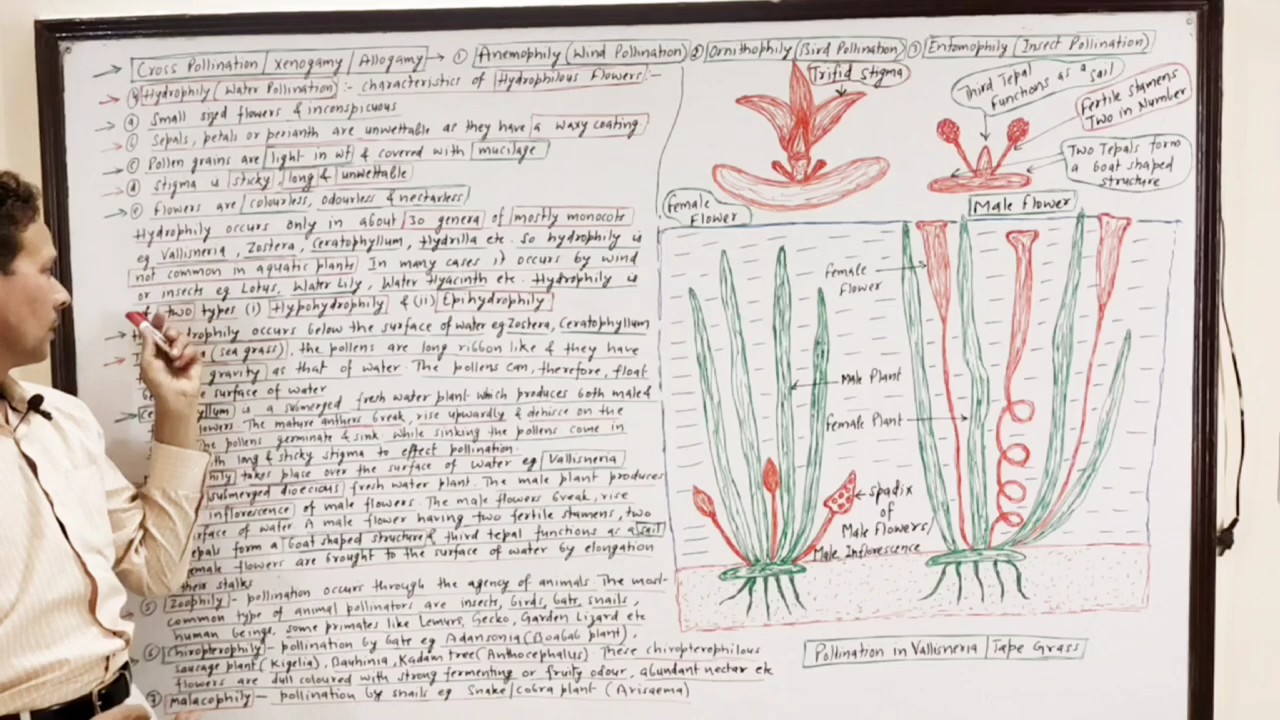 Cross Pollination/Xenogamy/Allogamy → ① Anemophily (Wind Pollination) ② Ornithophily (Bird Pollination) ③ Entomophily (Insect Pollination)
④ Hydrophily (Water Pollination) :- characteristics of Hydrophilous Flowers :-
ⓐ Small sized flowers & inconspicuous
ⓑ Sepals, petals or perianth are unwettable as they have a waxy coating
ⓒ Pollen grains are light in wt & covered with mucilage
ⓓ Stigma is sticky, long & unwettable
ⓔ Flowers are colourless, odourless & nectarless
Hydrophily occurs only in about 30 genera of mostly monocots
eg Vallisneria, Zostera, Ceratophyllum, Hydrilla etc. So hydrophily is
not common in aquatic plants. In many cases it occurs by wind
or insects eg Lotus, Water Lily, Water Hyacinth etc. Hydrophily is
of two types (i) Hypohydrophily & (ii) Epihydrophily
drophily occurs below the surface of water eg Zostera, Ceratophyllum
(sea grass), the pollens are long ribbon like & they have
gravity as that of water. The pollens can, therefore, float
surface of water
is a submerged fresh water plant which produces both male &
flowers. The mature anthers break, rise upwardly & dehisce on the
The pollens germinate & sink. While sinking the pollens come in
long & sticky stigma to effect pollination.
hily takes place over the surface of water eg Vallisneria
submerged dioecious fresh water plant. The male plant produces
inflorescence of male flowers. The male flowers break, rise
rface of water. A male flower having two fertile stamens, two
epals form a boat shaped structure & third tepal functions as a sail
emale flowers are brought to the surface of water by elongation
their stalks
⑤ Zoophily - pollination occurs through the agency of animals. The most
common type of animal pollinators are insects, birds, bats, snails,
human beings, some primates like Lemurs, Gecko, Garden Lizard etc
⑥ Chiropterophily - pollination by bats eg Adansonia (Baobab plant),
sausage plant (Kigelia), Bauhinia, Kadam tree (Anthocephalus) These chiropterophilous
flowers are dull coloured with strong fermenting or fruity odour, abundant nectar etc
⑦ Malacophily - pollination by snails eg Snake/cobra plant (Arisaema)
Trifid stigma
Female
Flower
Third Tepal
Functions as a sail
Fertile Stamens
Two in Number
Two Tepals form
a boat shaped
structure
Male Flower
Female
Flower
Male Plant
Female Plant
Spadix
of
Male Flowers/
Male Inflorescence
Pollination in Vallisneria/Tape Grass